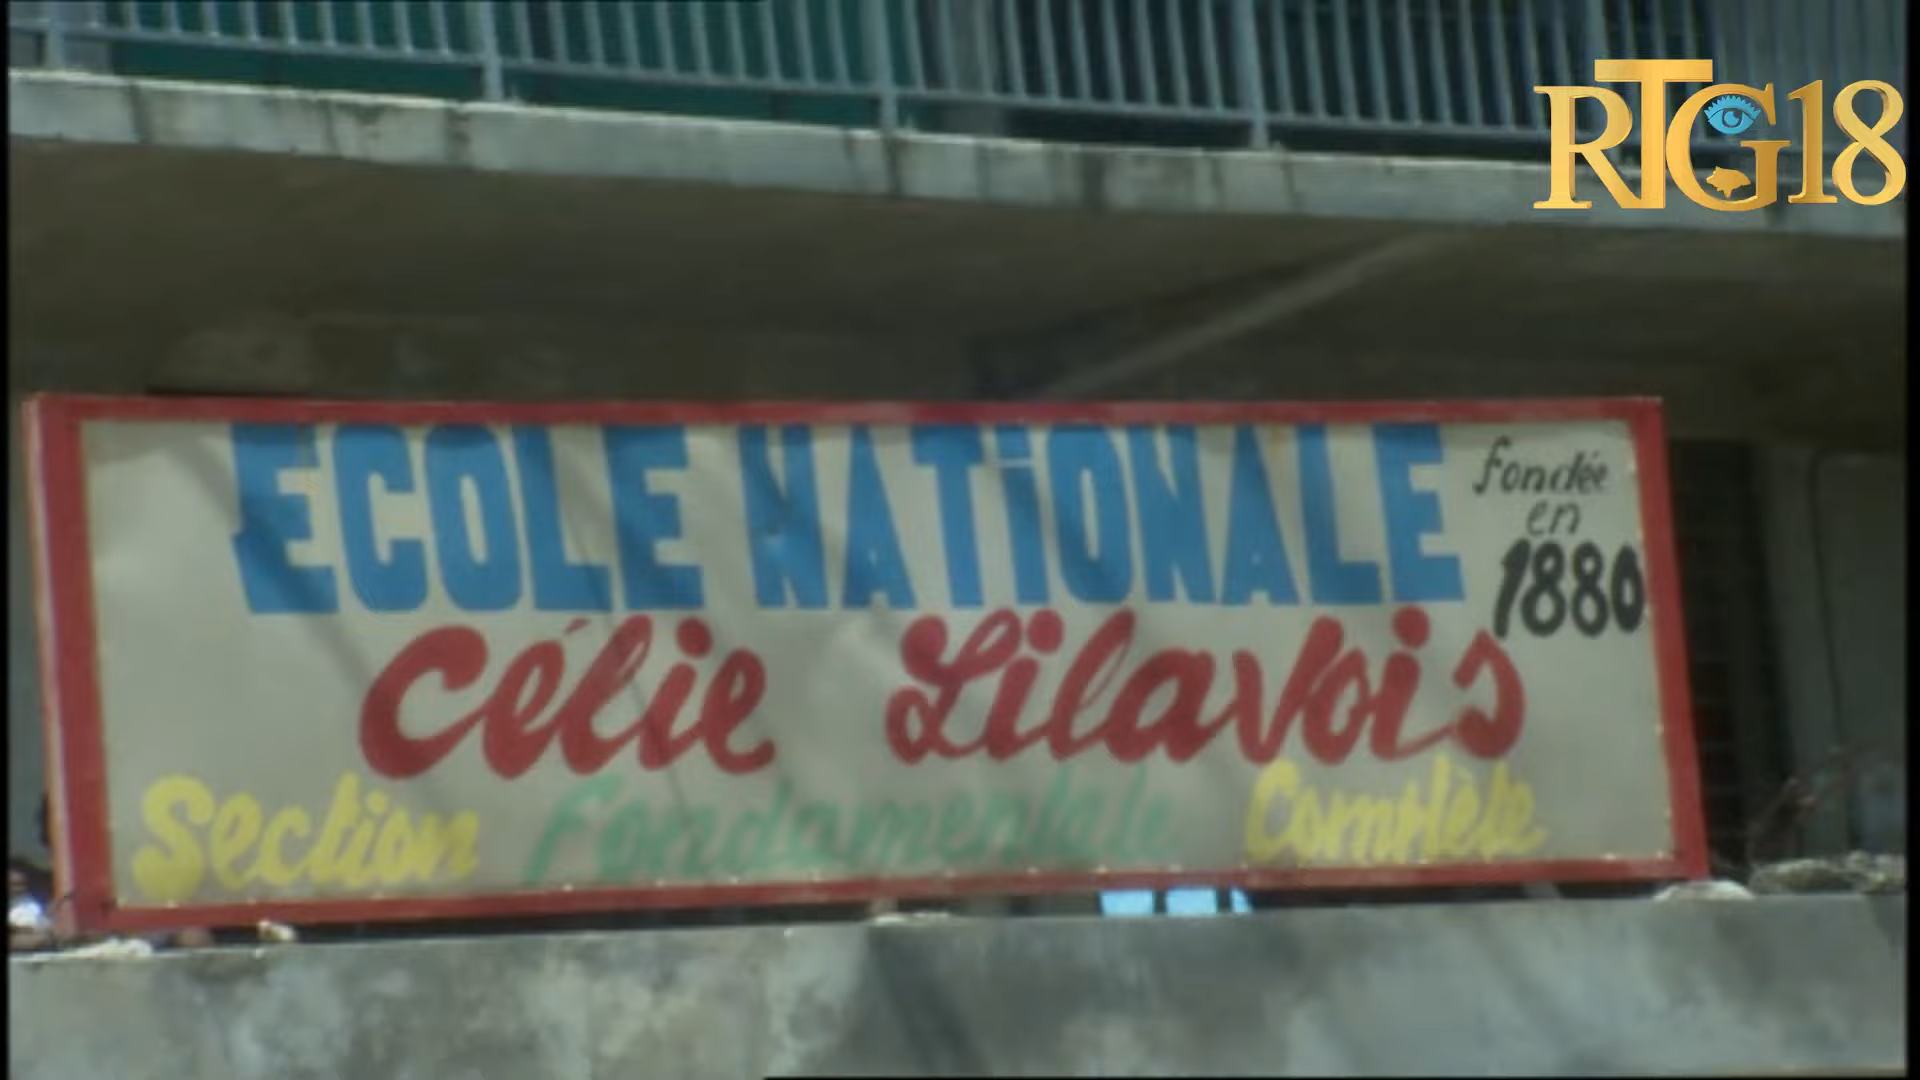 RTG18
ECOLE NATiONALE
fondée
en
1880
Célie Lilavois
Section Fondamentale Complète